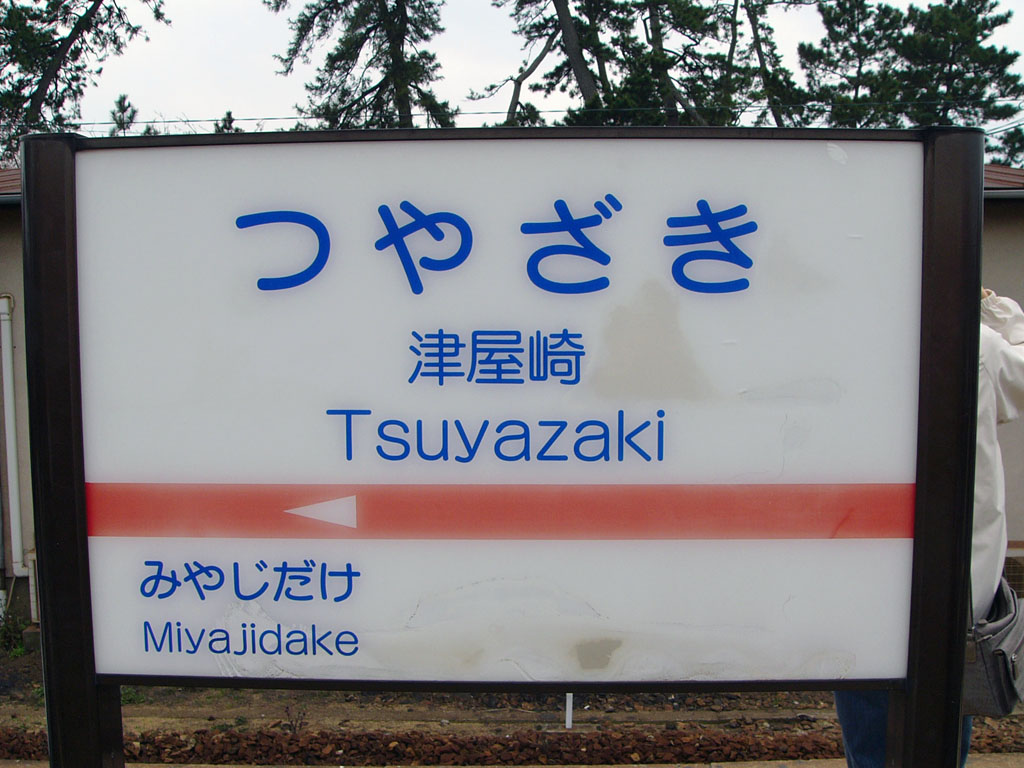 つやざき
津屋崎
Tsuyazaki
みやじだけ
Miyajidake